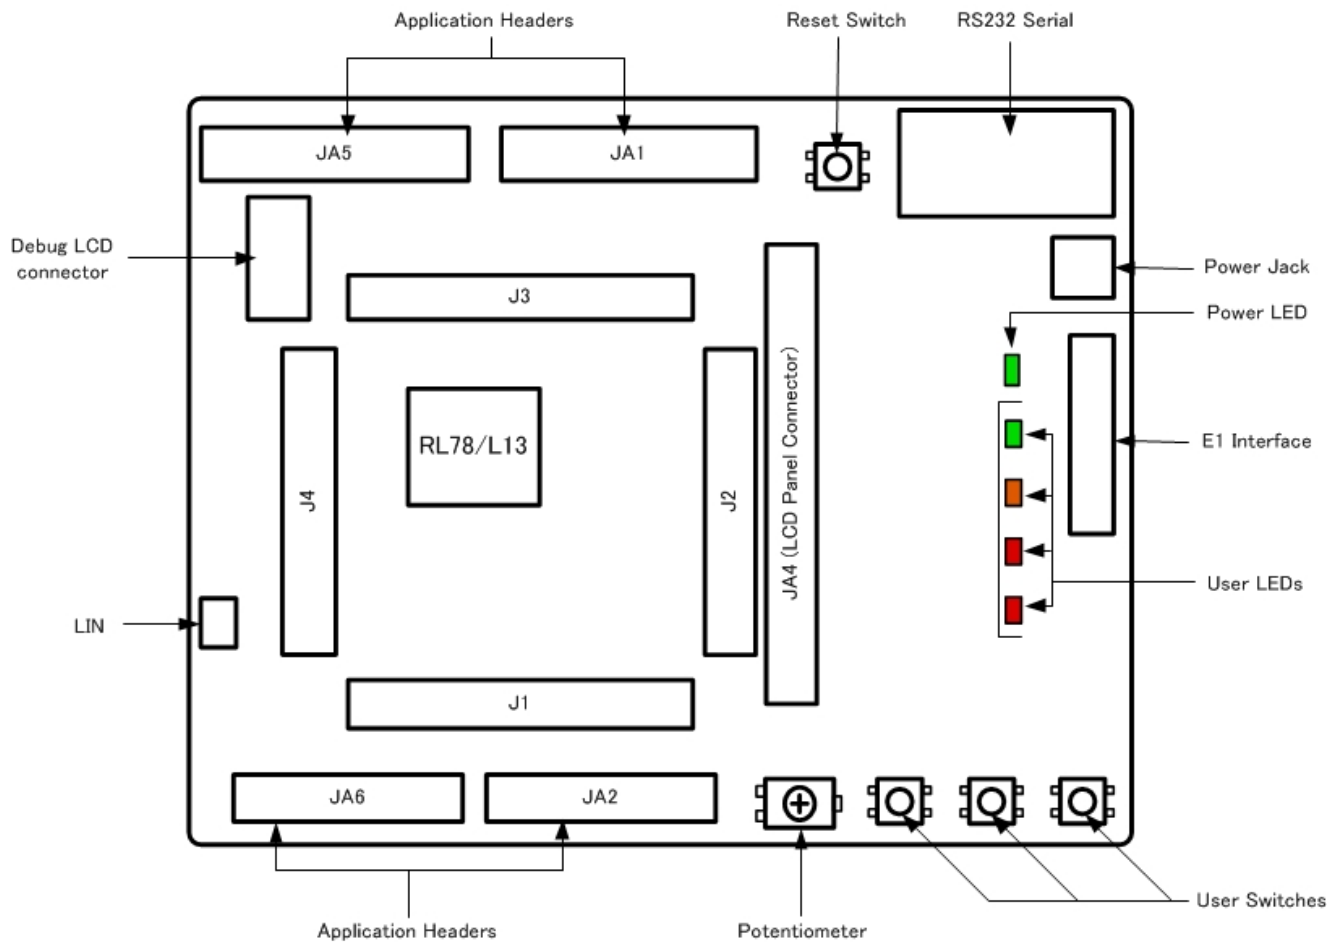 Application Headers
Reset Switch
RS232 Serial
JA5
JA1
Debug LCD
connector
Power Jack
J3
Power LED
JA4 (LCD Panel Connector)
RL78/L13
E1 Interface
J4
J2
User LEDs
LIN
J1
JA6
JA2
User Switches
Application Headers
Potentiometer